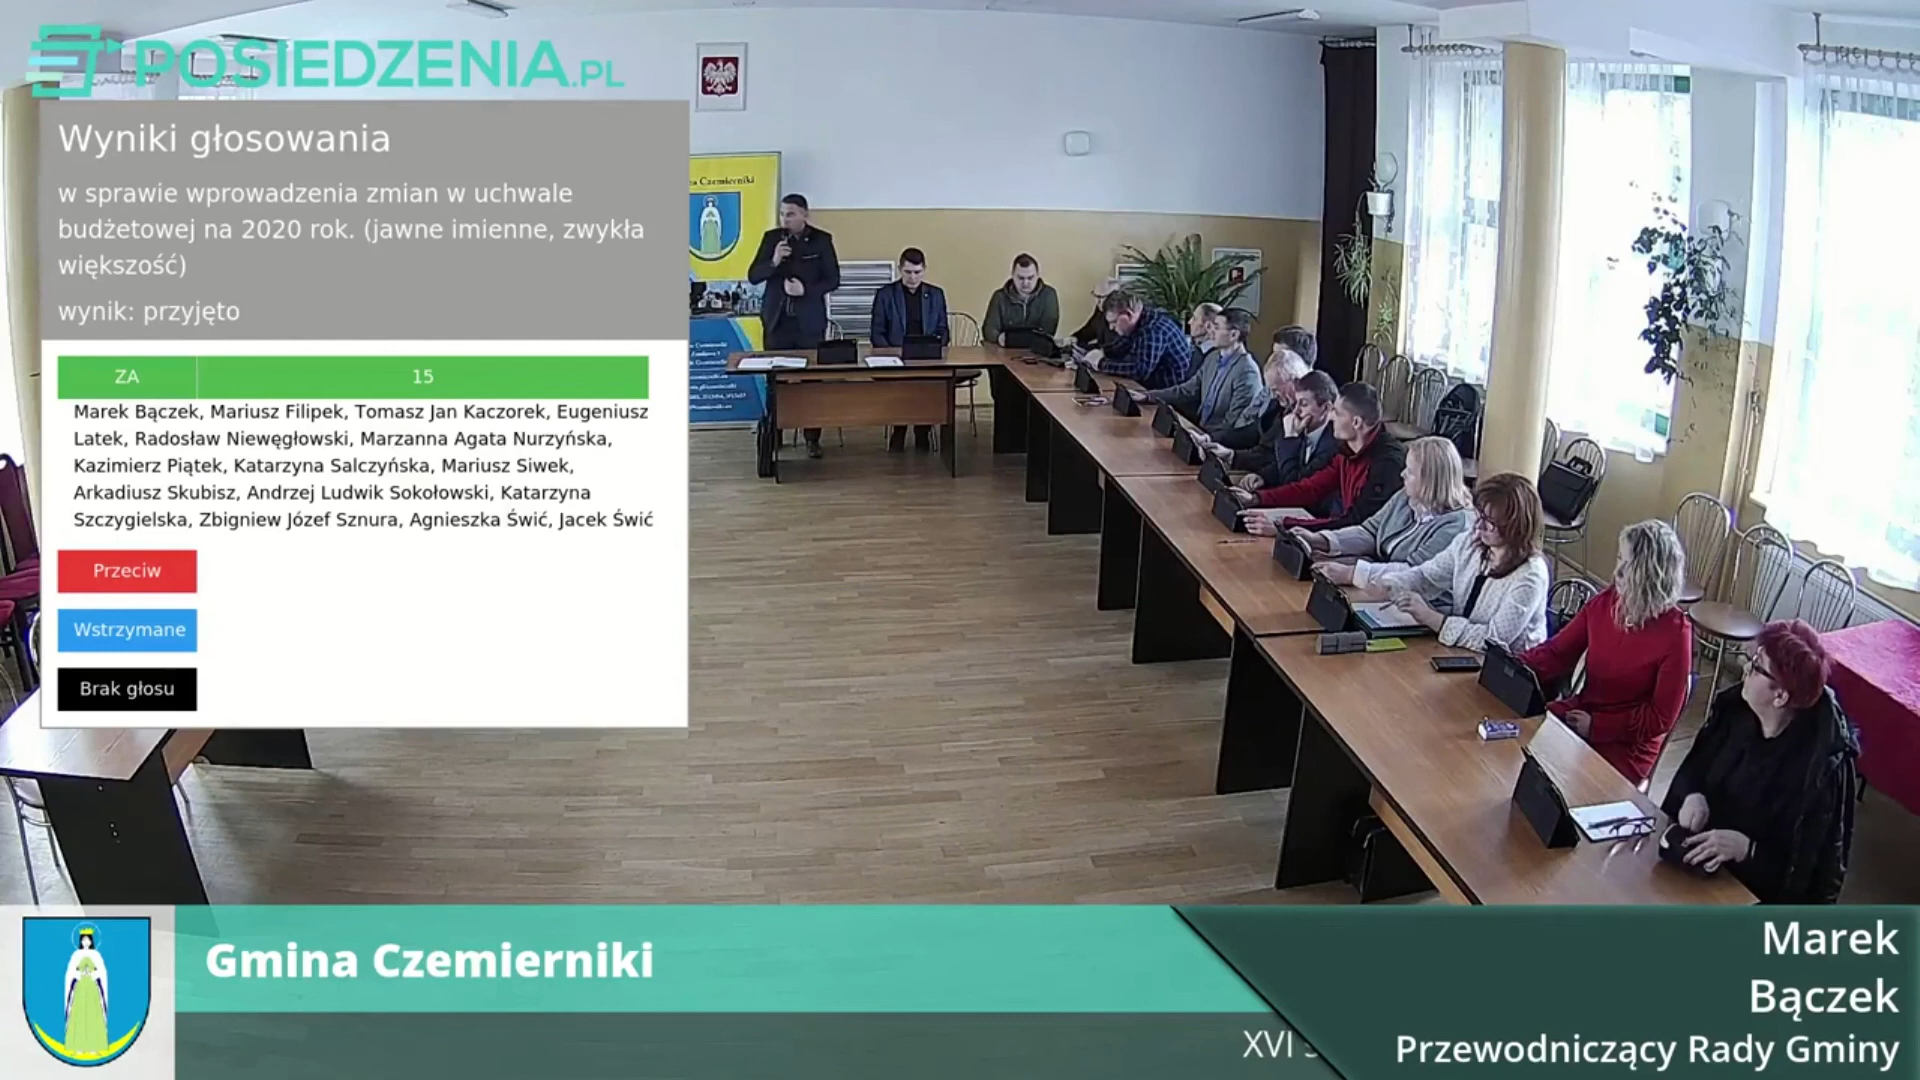 POSIEDZENIA.PL
Wyniki głosowania
w sprawie wprowadzenia zmian w uchwale
budżetowej na 2020 rok. (jawne imienne, zwykła
większość)
wynik: przyjęto
ZA 15
Marek Bączek, Mariusz Filipek, Tomasz Jan Kaczorek, Eugeniusz
Latek, Radosław Niewęgłowski, Marzanna Agata Nurzyńska,
Kazimierz Piątek, Katarzyna Salczyńska, Mariusz Siwek,
Arkadiusz Skubisz, Andrzej Ludwik Sokołowski, Katarzyna
Szczygielska, Zbigniew Józef Sznura, Agnieszka Świć, Jacek Świć
Przeciw
Wstrzymane
Brak głosu
Czemierniki
Gmina Czemierniki
XVI
Marek
Bączek
Przewodniczący Rady Gminy